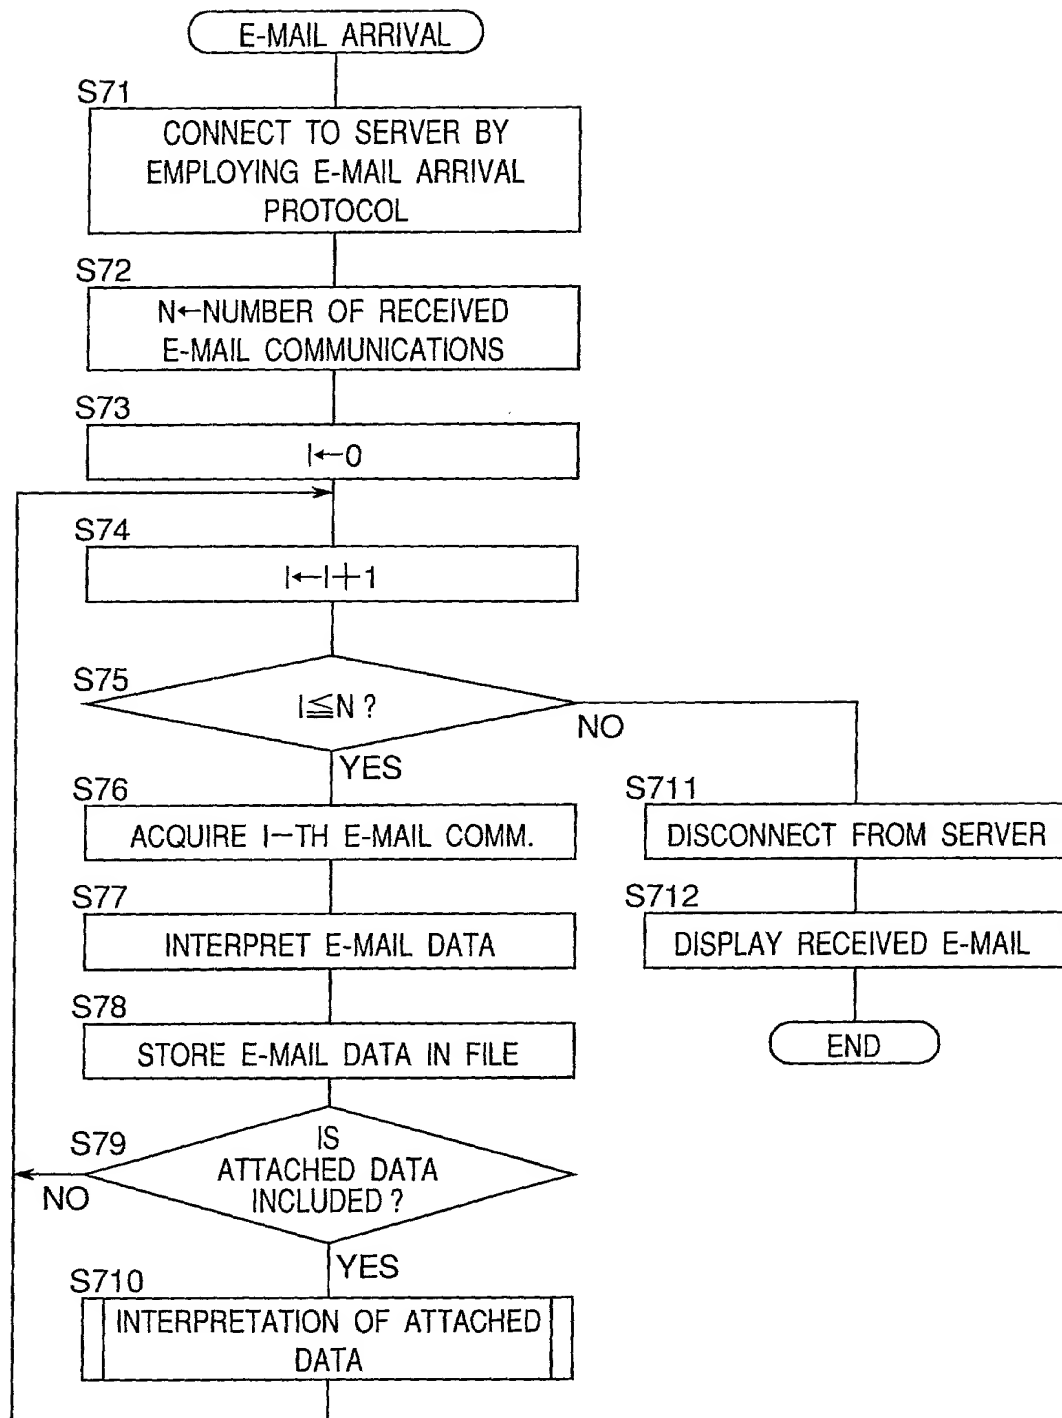 E-MAIL ARRIVAL
S71
CONNECT TO SERVER BY
EMPLOYING E-MAIL ARRIVAL
PROTOCOL
S72
N←NUMBER OF RECEIVED
E-MAIL COMMUNICATIONS
S73
I←0
S74
I←I+1
S75
I≦N ?
NO
YES
S76
ACQUIRE I-TH E-MAIL COMM.
S77
INTERPRET E-MAIL DATA
S78
STORE E-MAIL DATA IN FILE
S79
IS
ATTACHED DATA
INCLUDED ?
NO
YES
S710
INTERPRETATION OF ATTACHED
DATA
S711
DISCONNECT FROM SERVER
S712
DISPLAY RECEIVED E-MAIL
END